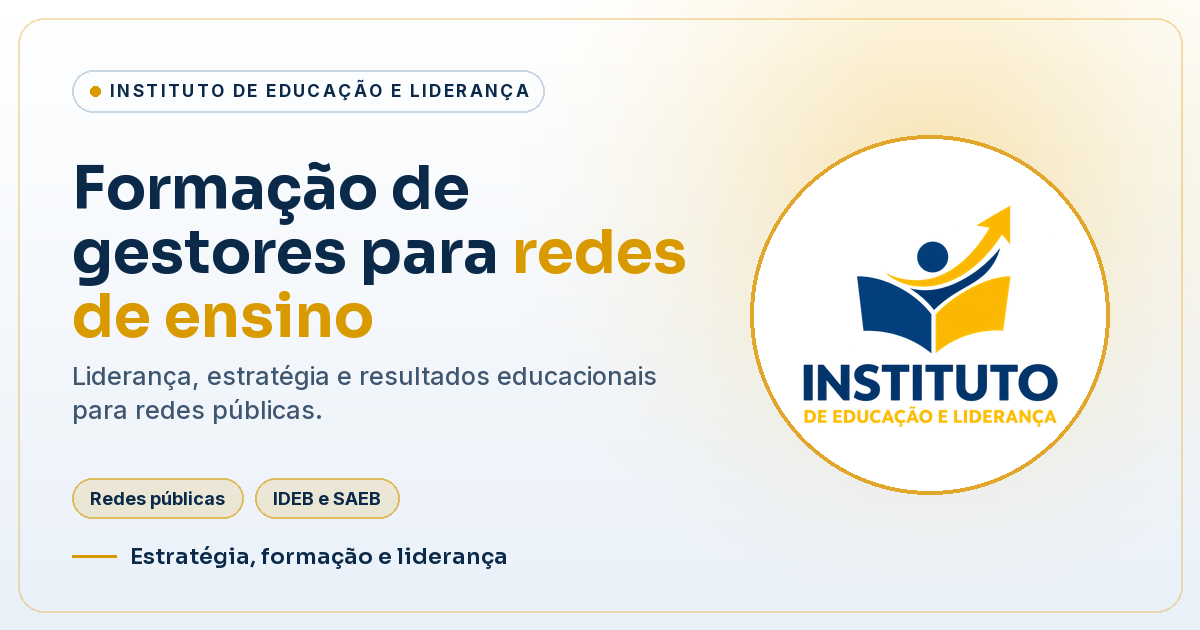 INSTITUTO DE EDUCAÇÃO E LIDERANÇA
Formação de
gestores para redes
de ensino
Liderança, estratégia e resultados educacionais
para redes públicas.
Redes públicas
IDEB e SAEB
Estratégia, formação e liderança
INSTITUTO
DE EDUCAÇÃO E LIDERANÇA